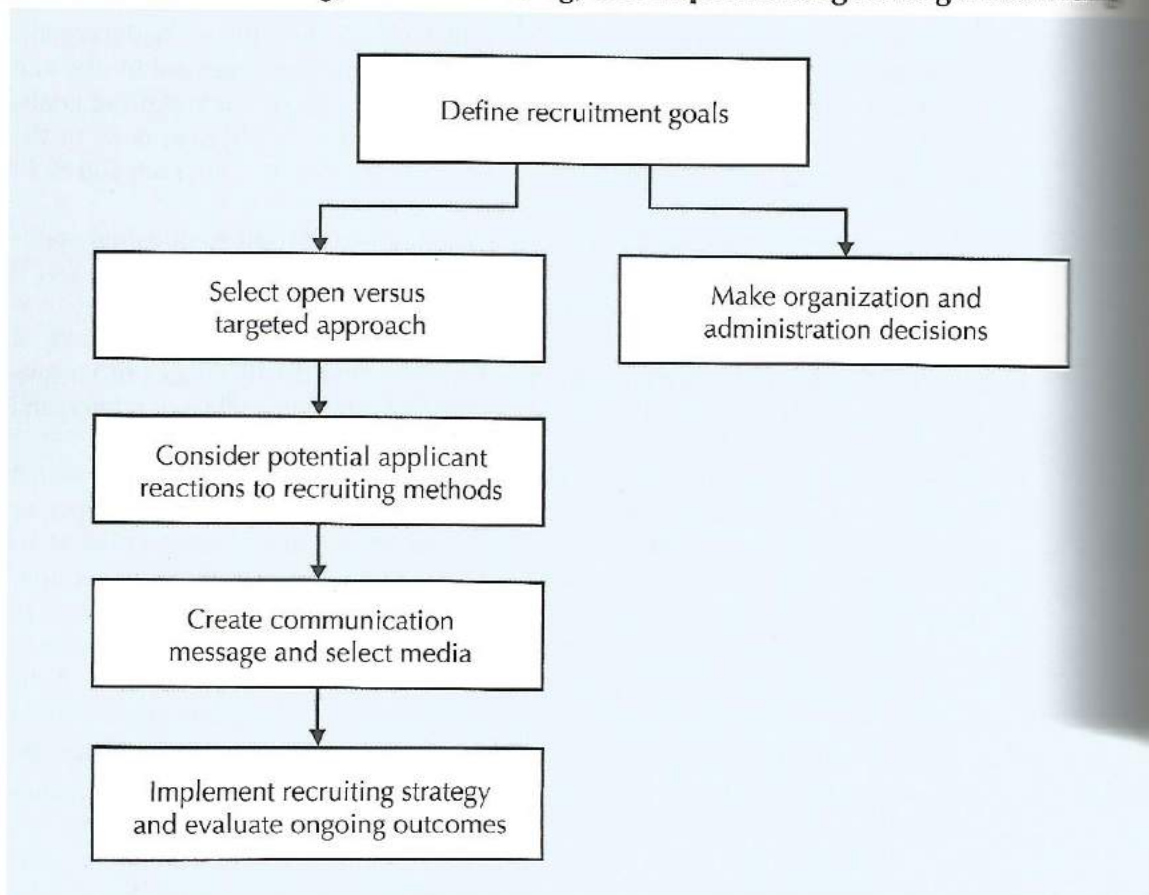 Define recruitment goals
Select open versus
targeted approach
Make organization and
administration decisions
Consider potential applicant
reactions to recruiting methods
Create communication
message and select media
Implement recruiting strategy
and evaluate ongoing outcomes